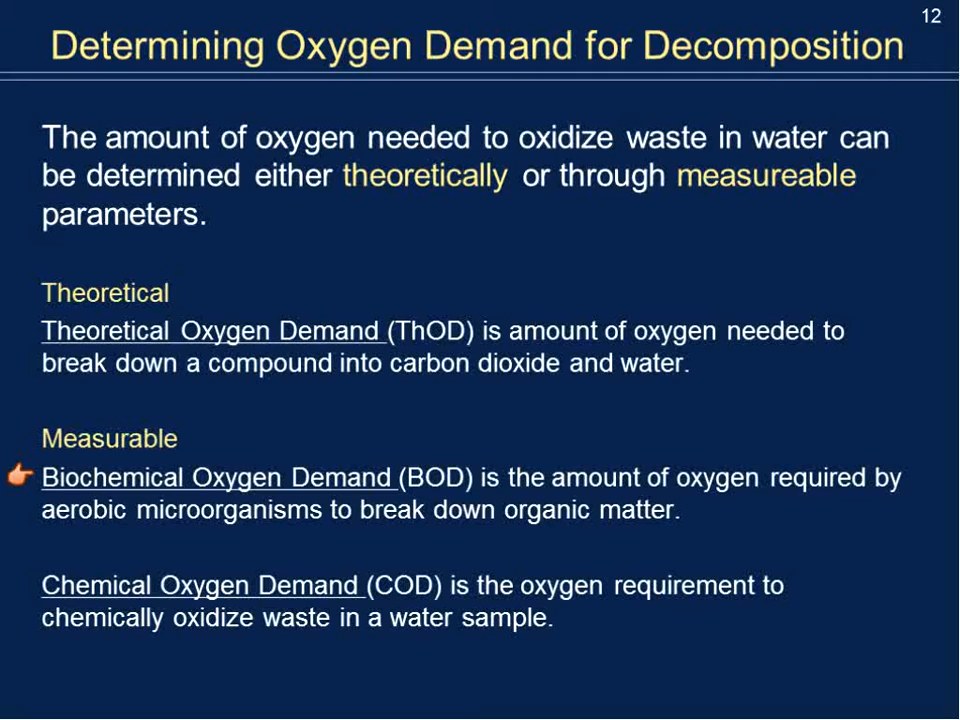 12
Determining Oxygen Demand for Decomposition
The amount of oxygen needed to oxidize waste in water can
be determined either theoretically or through measureable
parameters.
Theoretical
Theoretical Oxygen Demand (ThOD) is amount of oxygen needed to
break down a compound into carbon dioxide and water.
Measurable
Biochemical Oxygen Demand (BOD) is the amount of oxygen required by
aerobic microorganisms to break down organic matter.
Chemical Oxygen Demand (COD) is the oxygen requirement to
chemically oxidize waste in a water sample.